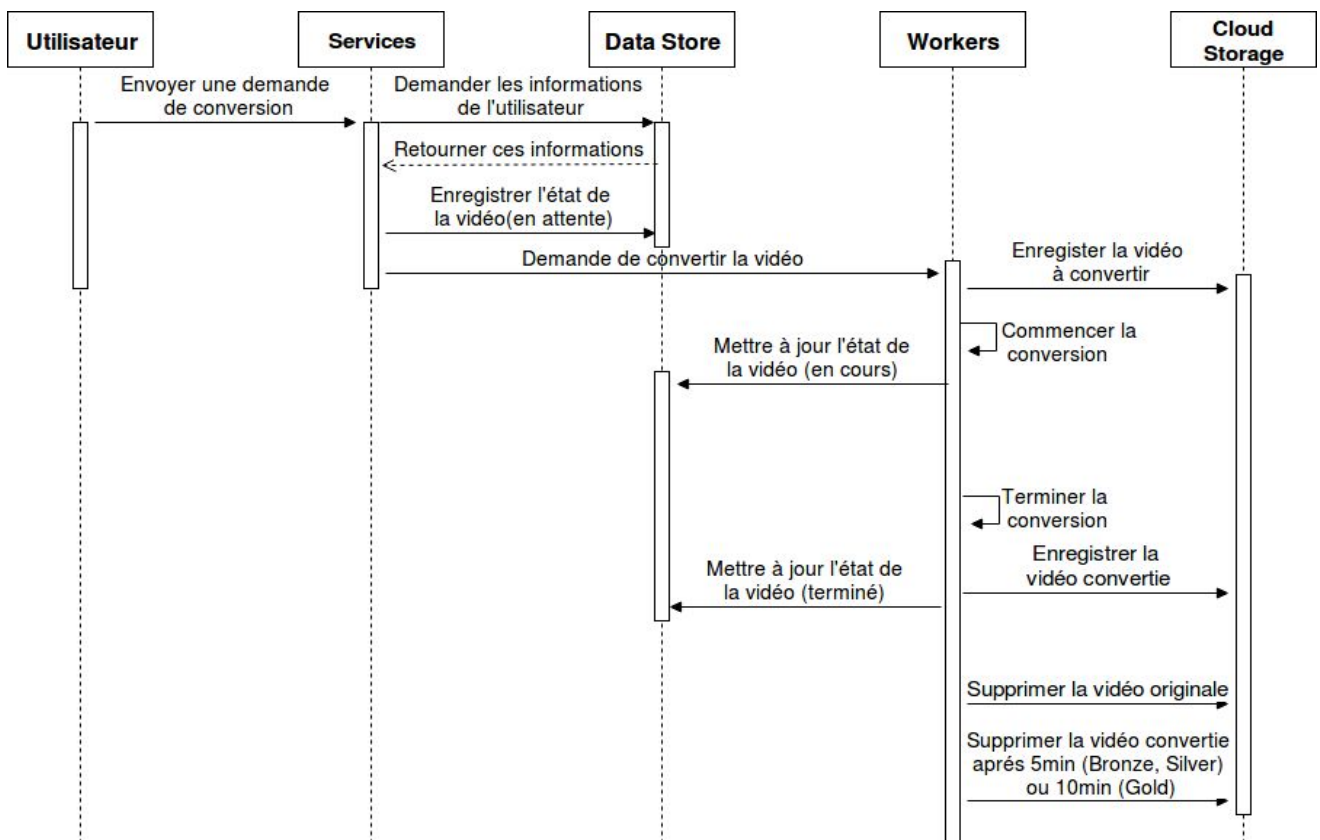 Utilisateur
Services
Data Store
Workers
Cloud
Storage
Envoyer une demande
de conversion
Demander les informations
de l'utilisateur
Retourner ces informations
Enregistrer l'état de
la vidéo(en attente)
Demande de convertir la vidéo
Enregister la vidéo
à convertir
Commencer la
conversion
Mettre à jour l'état de
la vidéo (en cours)
Terminer la
conversion
Enregistrer la
vidéo convertie
Mettre à jour l'état de
la vidéo (terminé)
Supprimer la vidéo originale
Supprimer la vidéo convertie
aprés 5min (Bronze, Silver)
ou 10min (Gold)